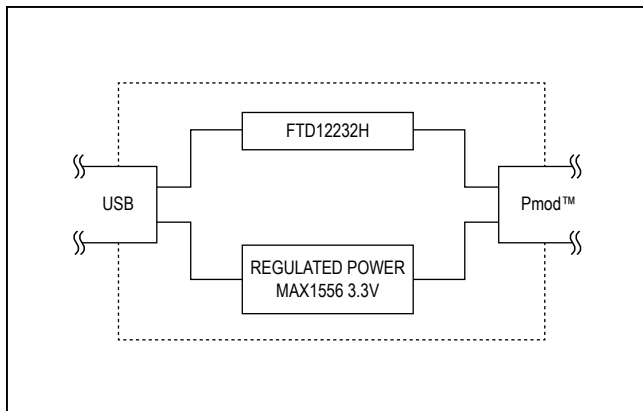 FTD12232H
USB
Pmod™
REGULATED POWER
MAX1556 3.3V